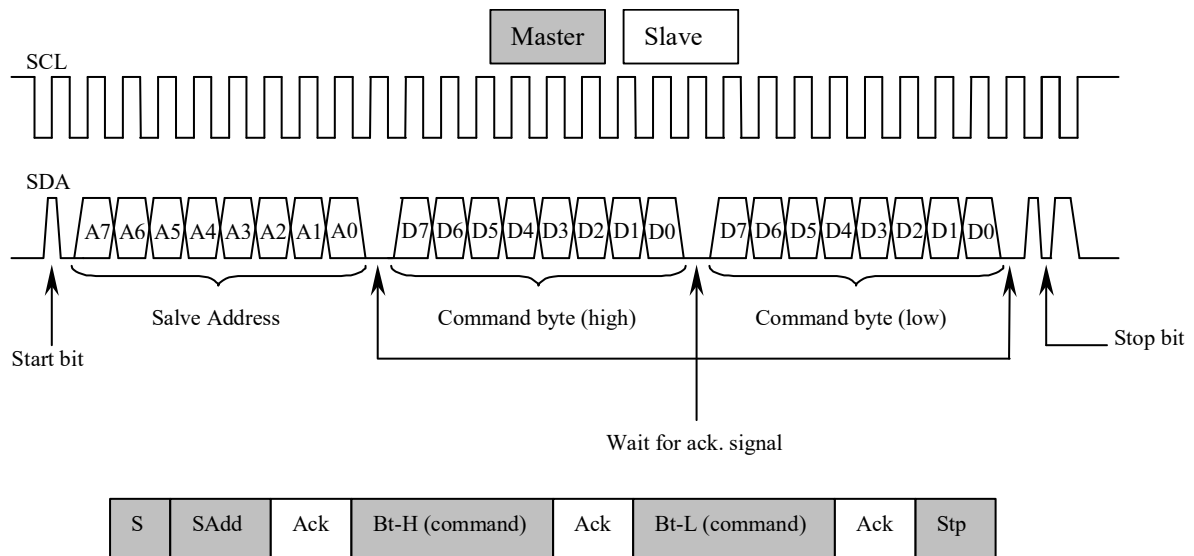 Master Slave
SCL
SDA
A7 A6 A5 A4 A3 A2 A1 A0 D7 D6 D5 D4 D3 D2 D1 D0 D7 D6 D5 D4 D3 D2 D1 D0
Salve Address Command byte (high) Command byte (low)
Start bit Stop bit
Wait for ack. signal
S SAdd Ack Bt-H (command) Ack Bt-L (command) Ack Stp